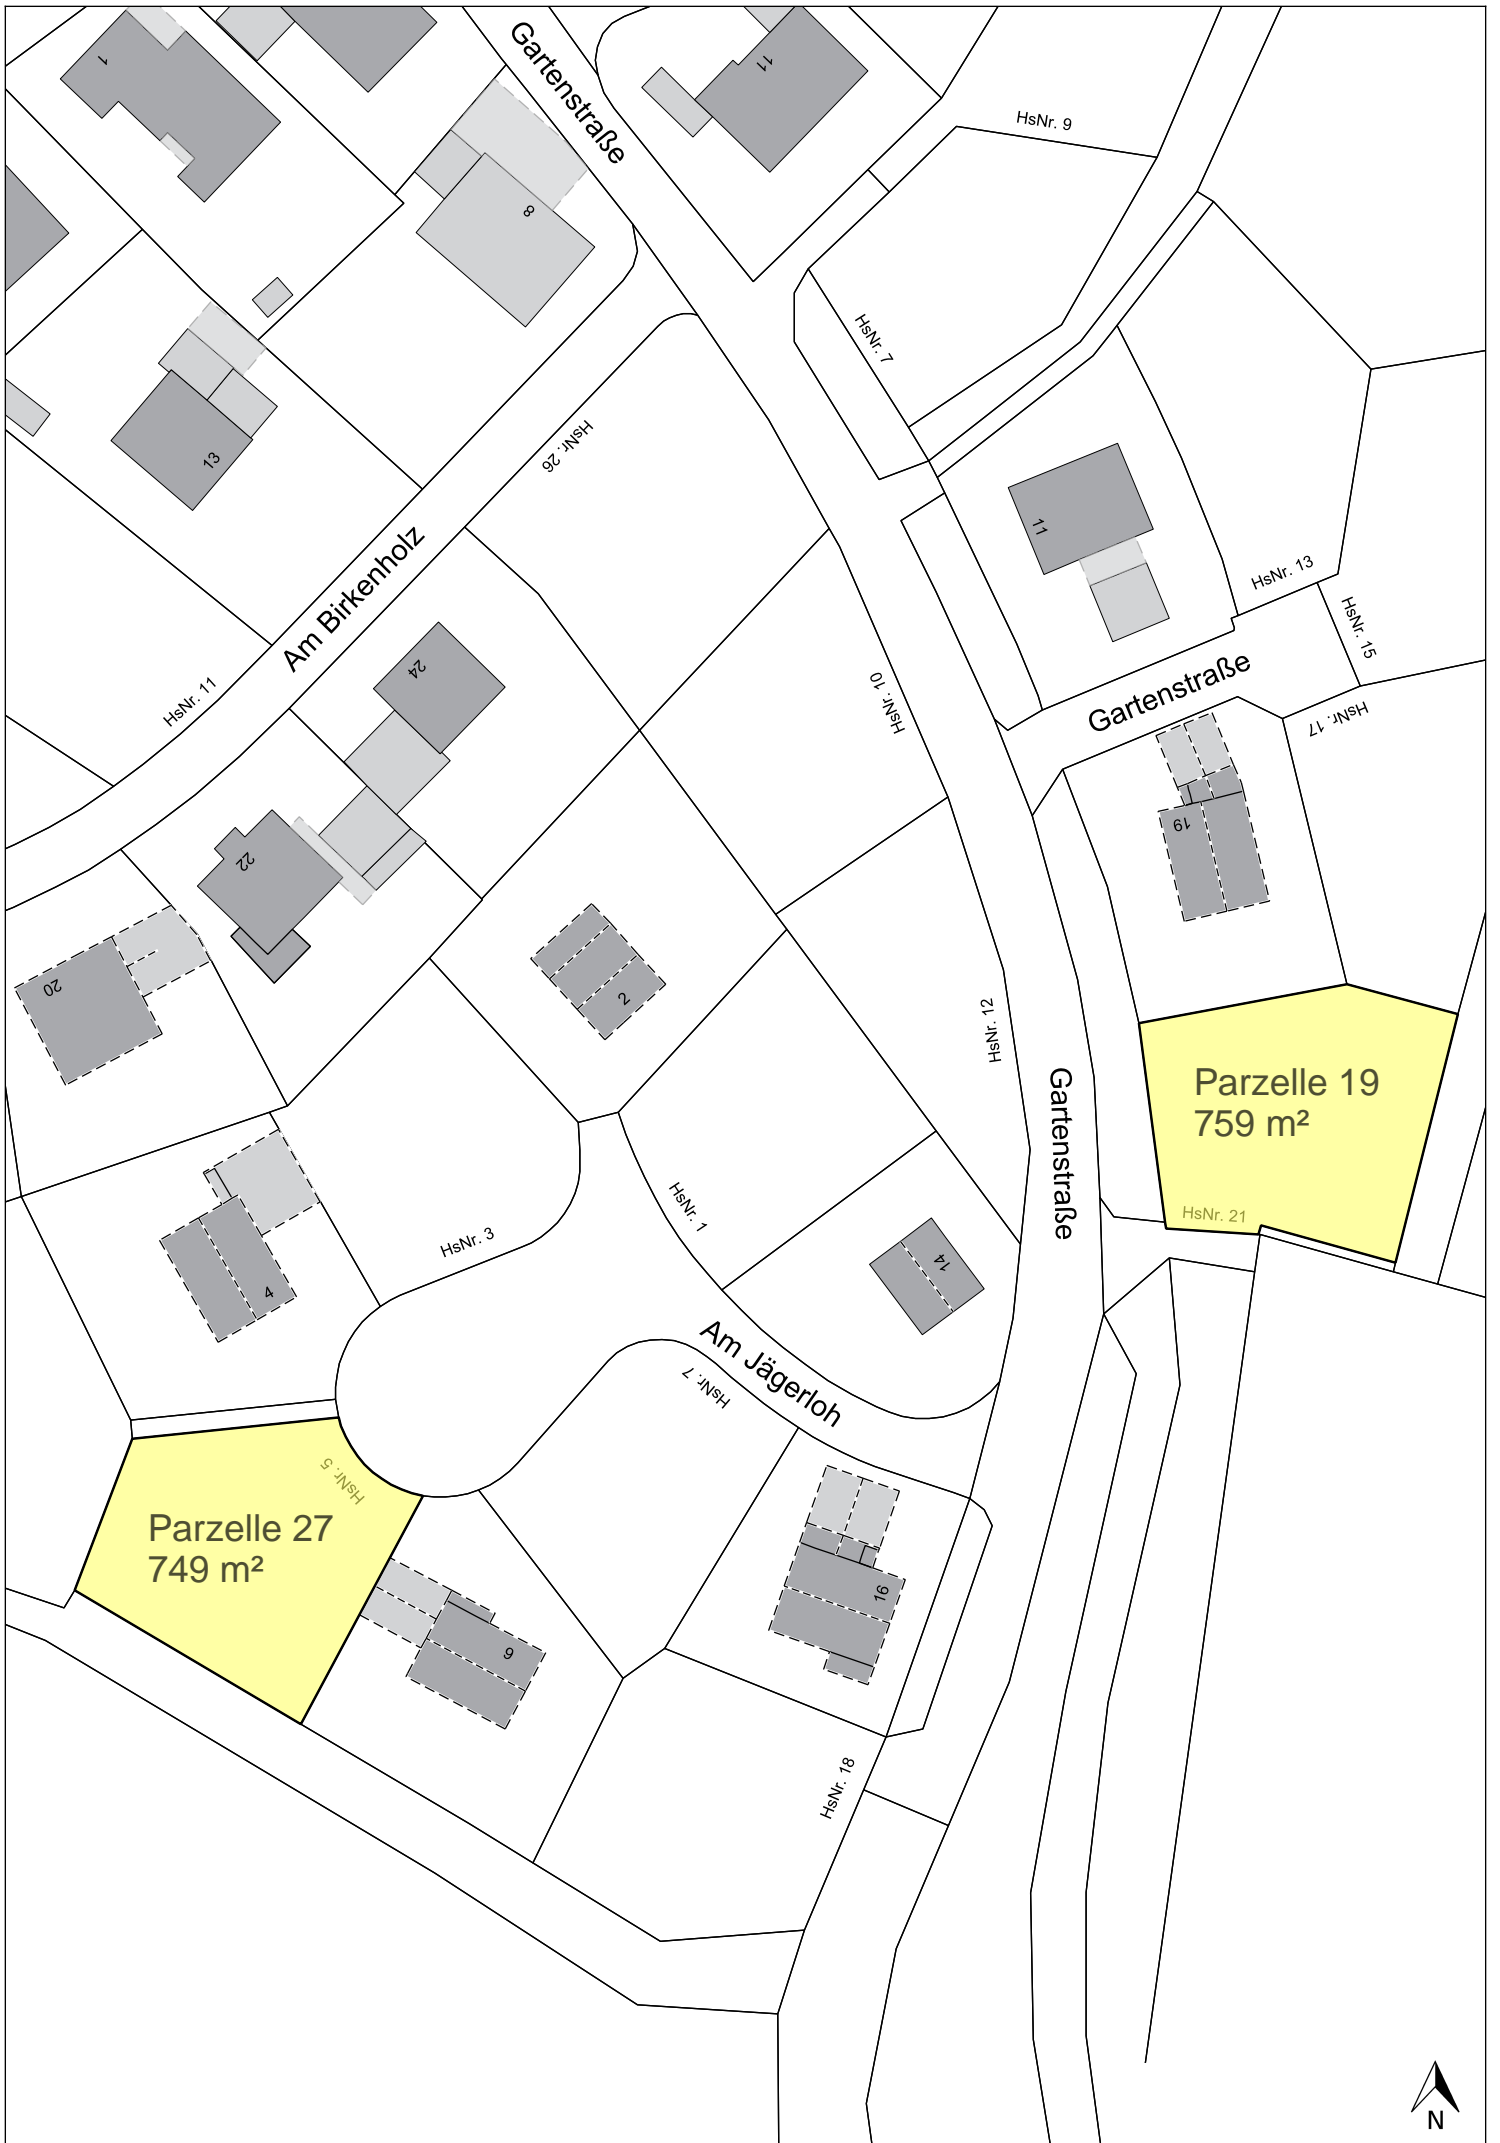 1
11
Gartenstraße
HsNr. 9
8
HsNr. 7
13
HsNr. 26
11
Am Birkenholz
HsNr. 13
HsNr. 15
24
Gartenstraße
HsNr. 11
HsNr. 10
HsNr. 17
19
22
20
2
HsNr. 12
Parzelle 19
759 m²
Gartenstraße
HsNr. 1
HsNr. 21
HsNr. 3
14
4
Am Jägerloh
HsNr. 7
HsNr. 5
Parzelle 27
749 m²
16
9
HsNr. 18
N